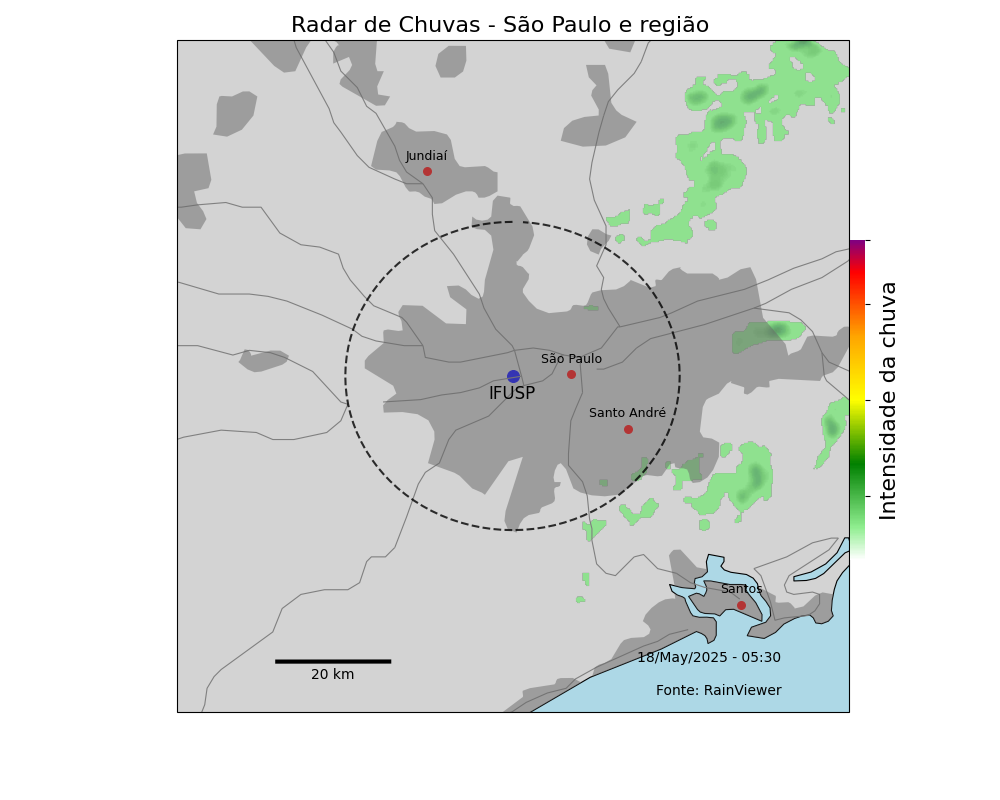 Radar de Chuvas - São Paulo e região
Jundiaí
São Paulo
IFUSP
Santo André
Santos
18/May/2025 - 05:30
20 km
Fonte: RainViewer
Intensidade da chuva